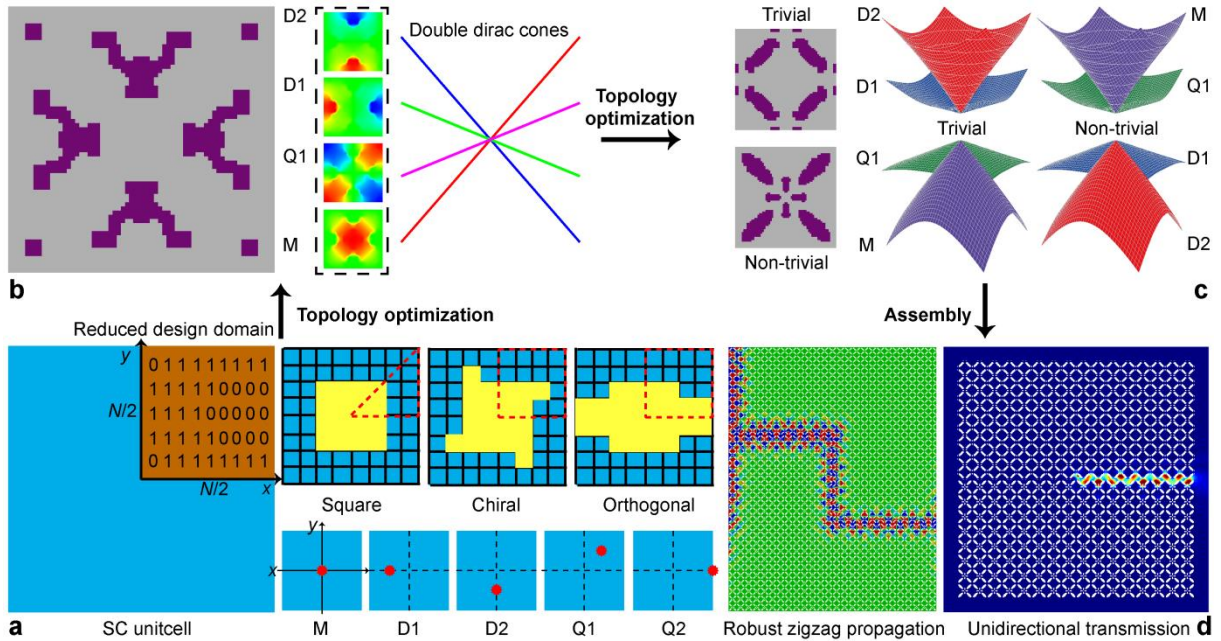 D2
D1
Q1
M
Double dirac cones
Topology
optimization
Trivial
Non-trivial
D2
D1
Q1
M
Trivial
M
Q1
D1
D2
Non-trivial
b
c
Topology optimization
Assembly
Reduced design domain
y
0 1 1 1 1 1 1 1 1
1 1 1 1 1 0 0 0 0
1 1 1 1 0 0 0 0 0
1 1 1 1 1 0 0 0 0
0 1 1 1 1 1 1 1 1
N/2
N/2
x
Square
Chiral
Orthogonal
y
x
a
SC unitcell
M
D1
D2
Q1
Q2
Robust zigzag propagation
Unidirectional transmission
d